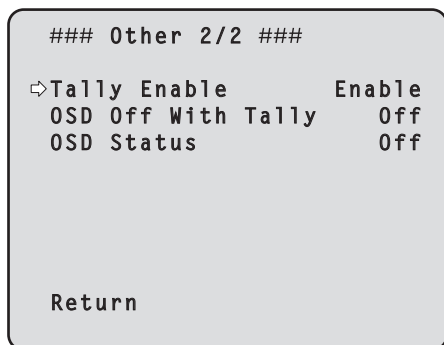 ### Other 2/2 ###
⇨Tally Enable Enable
OSD Off With Tally Off
OSD Status Off
Return